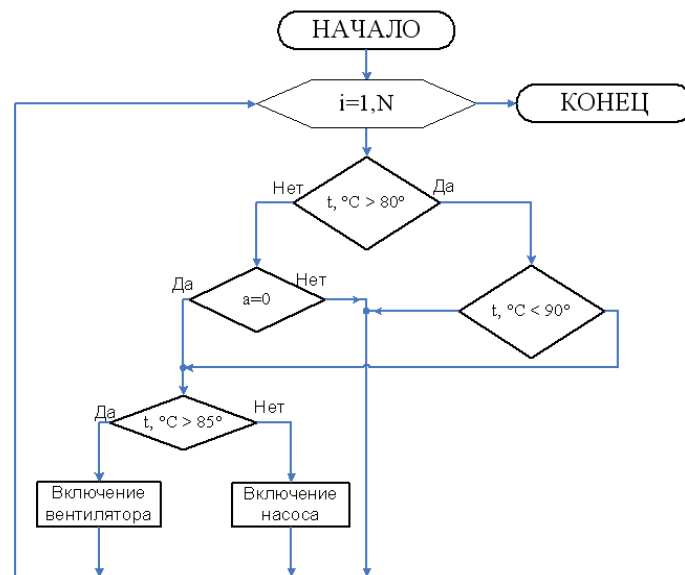 НАЧАЛО
i=1,N
КОНЕЦ
Нет
Да
t, °C > 80°
Да
Нет
a=0
t, °C < 90°
Да
Нет
t, °C > 85°
Включение
вентилятора
Включение
насоса